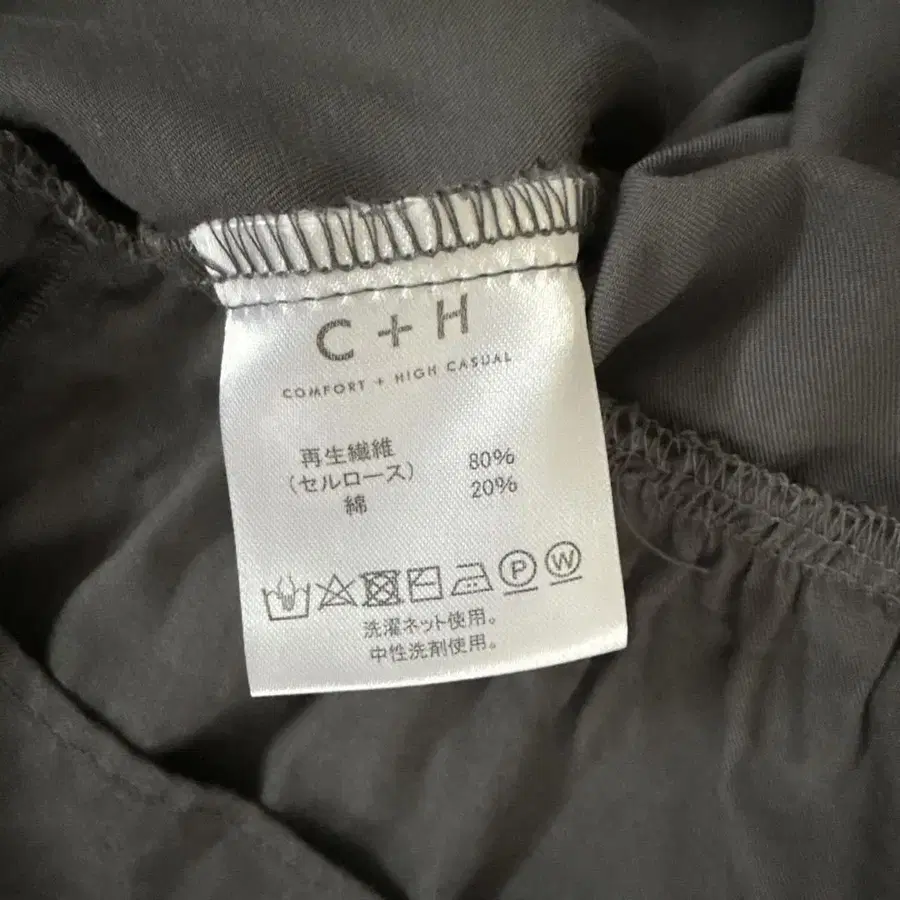 C + H
COMFORT + HIGH CASUAL
再生繊維
(セルロース) 80%
綿 20%
P W
洗濯ネット使用。
中性洗剤使用。